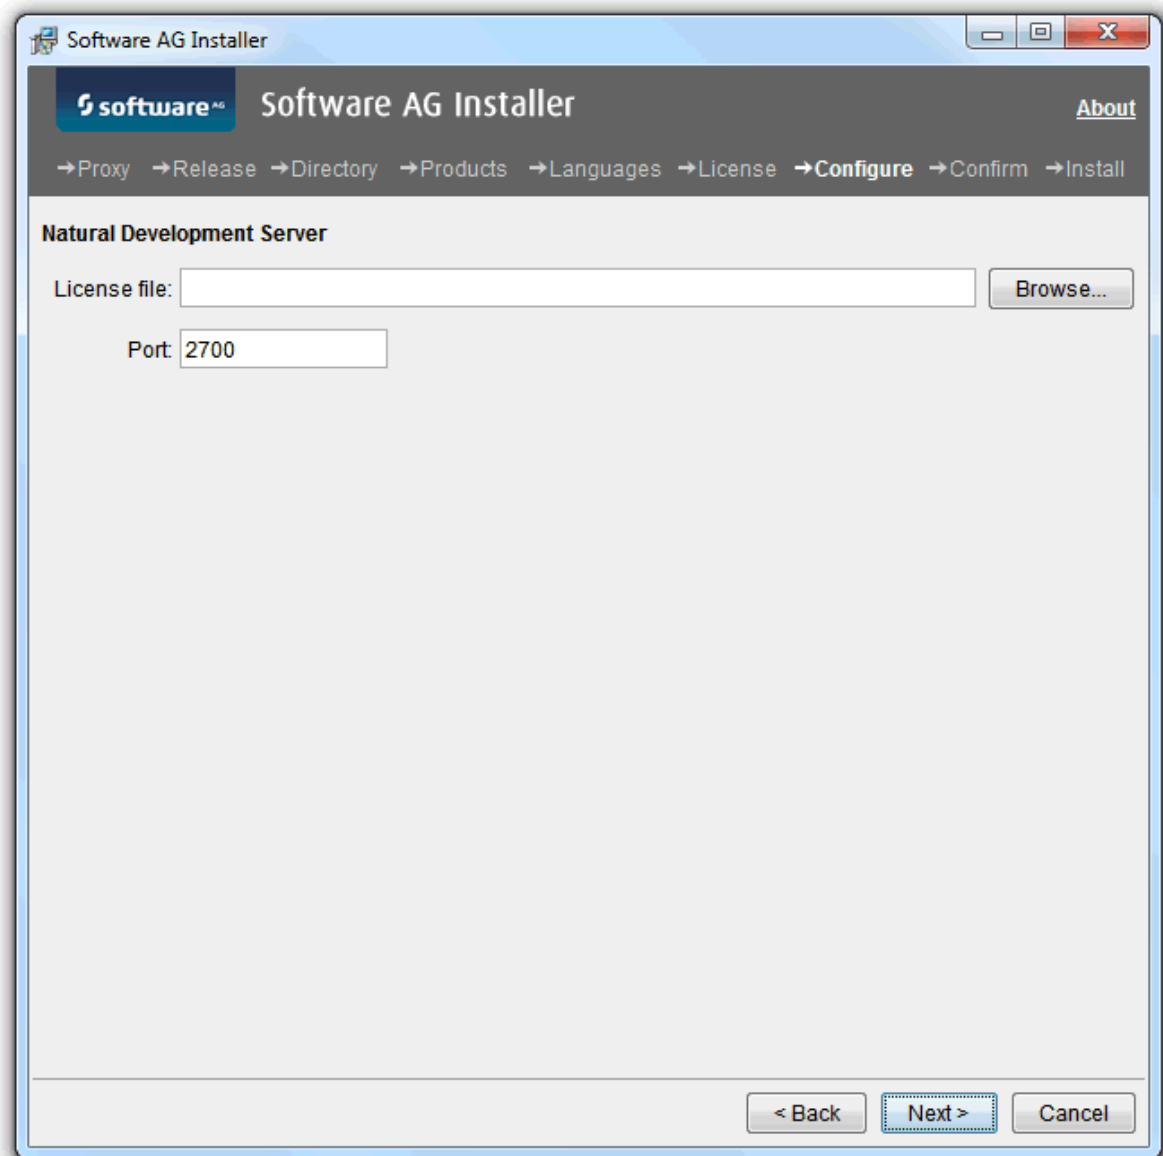 Software AG Installer
software AG Software AG Installer About
→Proxy →Release →Directory →Products →Languages →License →Configure →Confirm →Install
Natural Development Server
License file: Browse...
Port: 2700
< Back Next > Cancel